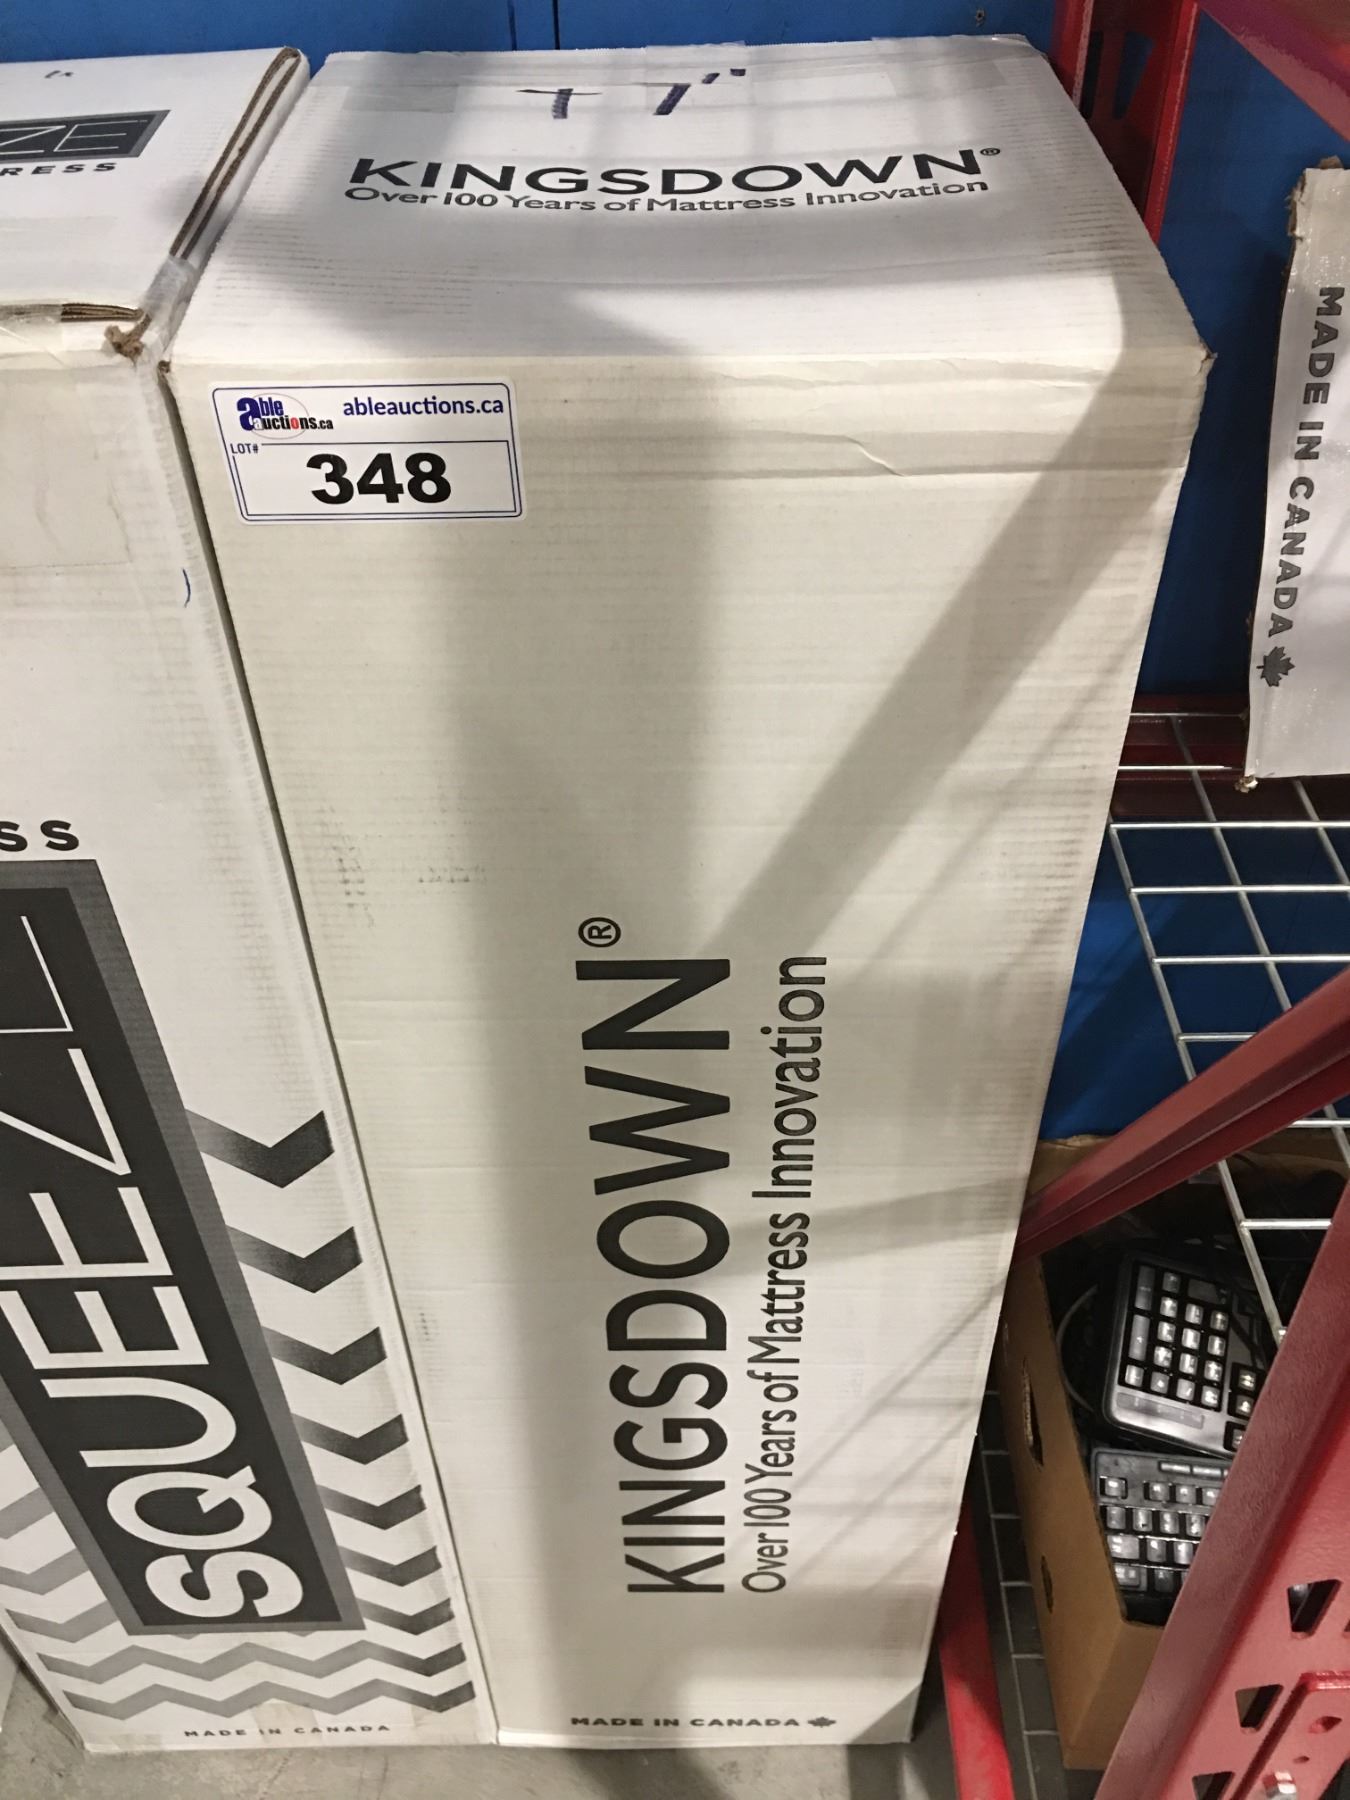 T 7"
KINGSDOWN®
Over 100 Years of Mattress Innovation
able auctions.ca
ableauctions.ca
LOT#
348
KINGSDOWN®
Over 100 Years of Mattress Innovation
MADE IN CANADA
SQUEEZE
MADE IN CANADA
MADE IN CANADA